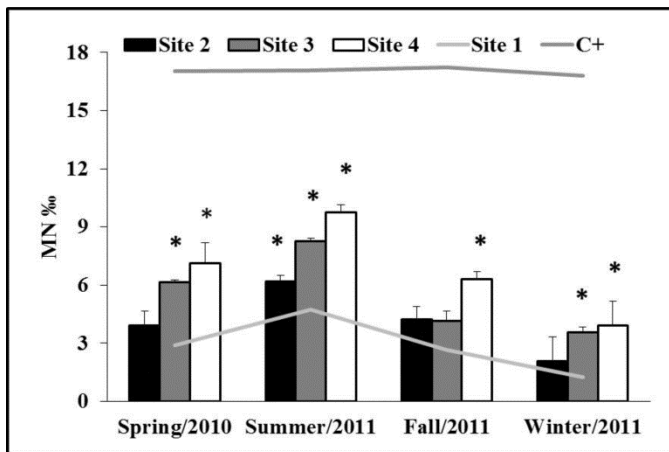 18
Site 2 Site 3 Site 4 Site 1 C+
15
12
* * *
MN ‰
9
* * * * *
6
3
0
Spring/2010 Summer/2011 Fall/2011 Winter/2011